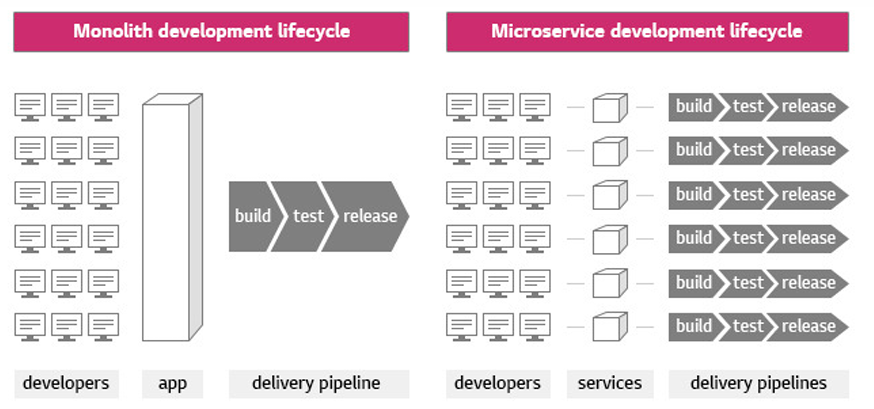 Monolith development lifecycle
build test release
developers app delivery pipeline
Microservice development lifecycle
build test release
build test release
build test release
build test release
build test release
build test release
developers services delivery pipelines